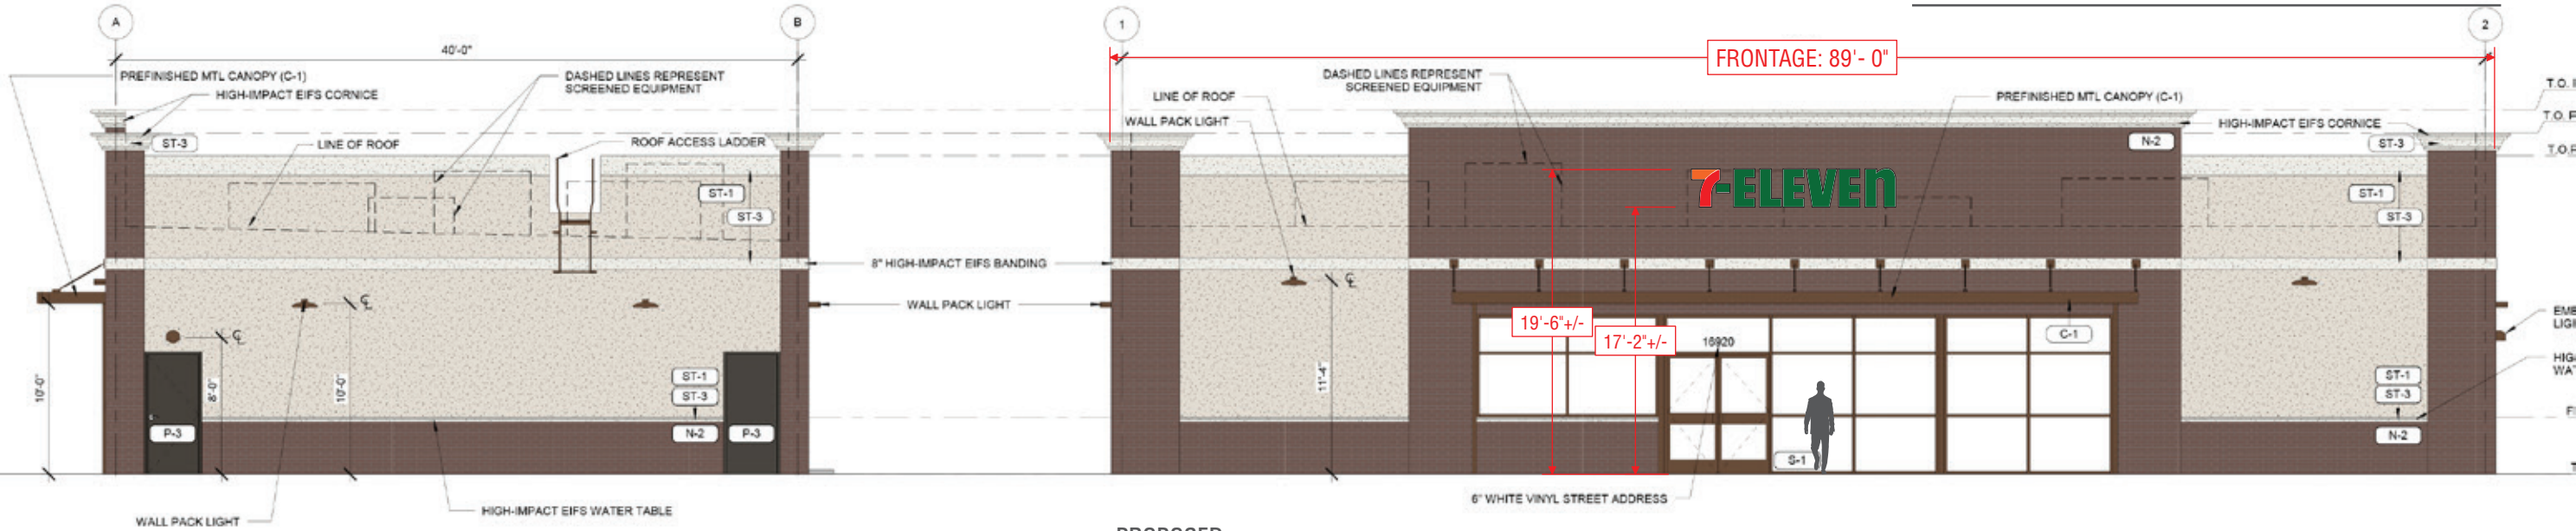 A
B
1
2
40'-0"
FRONTAGE: 89'- 0"
PREFINISHED MTL CANOPY (C-1)
HIGH-IMPACT EIFS CORNICE
DASHED LINES REPRESENT
SCREENED EQUIPMENT
ST-3
LINE OF ROOF
ROOF ACCESS LADDER
ST-1
ST-3
8" HIGH-IMPACT EIFS BANDING
WALL PACK LIGHT
10'-0"
8'-0"
10'-0"
P-3
ST-1
ST-3
N-2
P-3
WALL PACK LIGHT
HIGH-IMPACT EIFS WATER TABLE
DASHED LINES REPRESENT
SCREENED EQUIPMENT
LINE OF ROOF
WALL PACK LIGHT
PREFINISHED MTL CANOPY (C-1)
HIGH-IMPACT EIFS CORNICE
N-2
ST-3
7-ELEVEn
ST-1
ST-3
19'-6"+/-
17'-2"+/-
16920
C-1
11'-4"
ST-1
ST-3
N-2
S-1
6" WHITE VINYL STREET ADDRESS
T.O.
T.O.
T.O.
PROPOSED